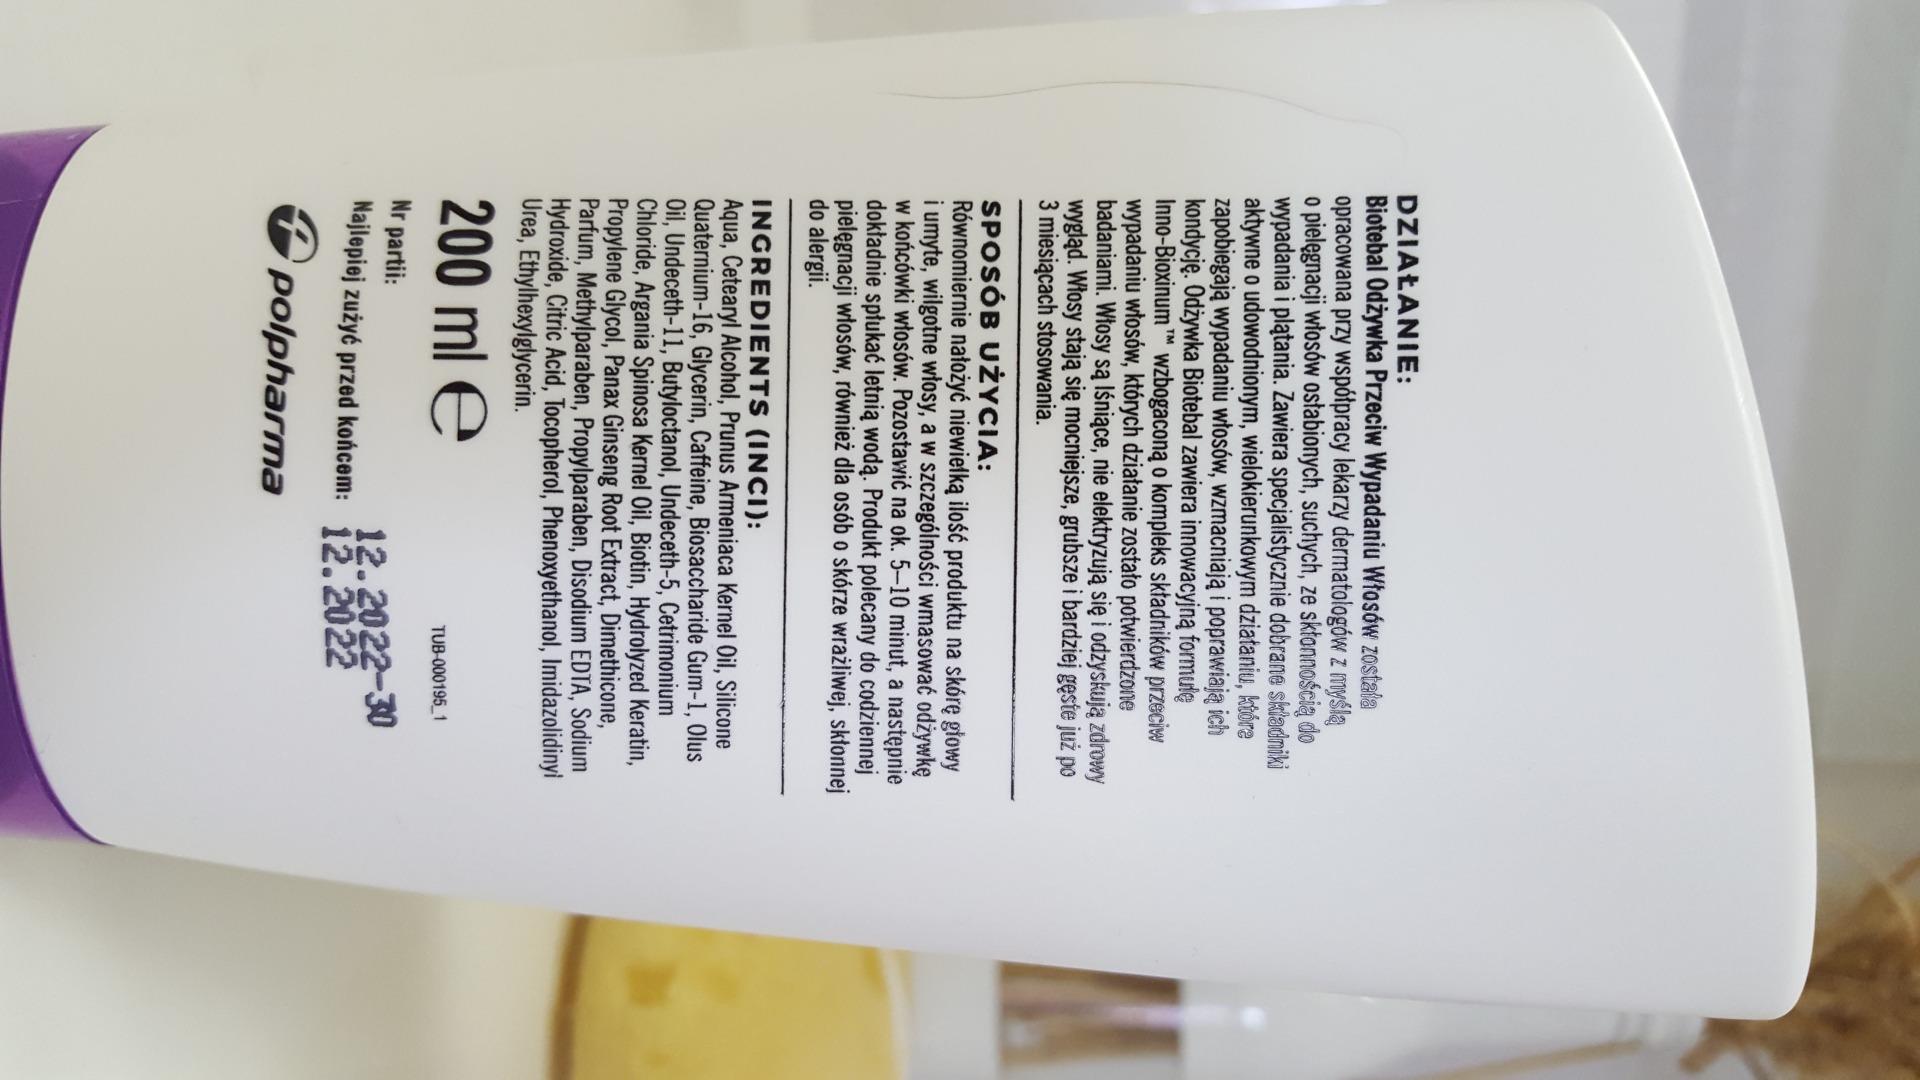 DZIAŁANIE:
Biotebal Odżywka Przeciw Wypadaniu Włosów została
opracowana przy współpracy lekarzy dermatologów z myślą
o pielęgnacji włosów osłabionych, suchych, ze skłonnością do
wypadania i plątania. Zawiera specjalistycznie dobrane składniki
aktywne o udowodnionym, wielokierunkowym działaniu, które
zapobiegają wypadaniu włosów, wzmacniają i poprawiają ich
kondycję. Odżywka Biotebal zawiera innowacyjną formułę
Inno-Bioxinum™ wzbogaconą o kompleks składników przeciw
wypadaniu włosów, których działanie zostało potwierdzone
badaniami. Włosy są lśniące, nie elektryzują się i odzyskują zdrowy
wygląd. Włosy stają się mocniejsze, grubsze i bardziej gęste już po
3 miesiącach stosowania.
SPOSÓB UŻYCIA:
Równomiernie nałożyć niewielką ilość produktu na skórę głowy
i umyte, wilgotne włosy, a w szczególności wmasować odżywkę
w końcówki włosów. Pozostawić na ok. 5–10 minut, a następnie
dokładnie spłukać letnią wodą. Produkt polecany do codziennej
pielęgnacji włosów, również dla osób o skórze wrażliwej, skłonnej
do alergii.
INGREDIENTS (INCI):
Aqua, Cetearyl Alcohol, Prunus Armeniaca Kernel Oil, Silicone
Quaternium-16, Glycerin, Caffeine, Biosaccharide Gum-1, Olus
Oil, Undeceth-11, Butyloctanol, Undeceth-5, Cetrimonium
Chloride, Argania Spinosa Kernel Oil, Biotin, Hydrolyzed Keratin,
Propylene Glycol, Panax Ginseng Root Extract, Dimethicone,
Parfum, Methylparaben, Propylparaben, Disodium EDTA, Sodium
Hydroxide, Citric Acid, Tocopherol, Phenoxyethanol, Imidazolidinyl
Urea, Ethylhexylglycerin.
200 ml e
TUB-000195_1
Nr partii: 12.2022-30
Najlepiej zużyć przed końcem: 12.2022
polpharma